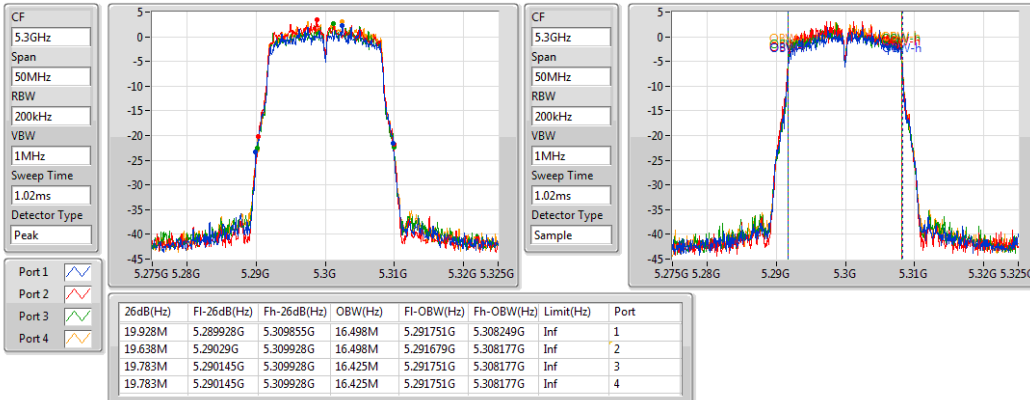 CF
5.3GHz
Span
50MHz
RBW
200kHz
VBW
1MHz
Sweep Time
1.02ms
Detector Type
Peak
5
0
-5
-10
-15
-20
-25
-30
-35
-40
-45
5.275G 5.28G 5.29G 5.3G 5.31G 5.32G 5.325G
CF
5.3GHz
Span
50MHz
RBW
200kHz
VBW
1MHz
Sweep Time
1.02ms
Detector Type
Sample
5
0
-5
-10
-15
-20
-25
-30
-35
-40
-45
5.275G 5.28G 5.29G 5.3G 5.31G 5.32G 5.325G
Port 1
Port 2
Port 3
Port 4
26dB(Hz) Fl-26dB(Hz) Fh-26dB(Hz) OBW(Hz) Fl-OBW(Hz) Fh-OBW(Hz) Limit(Hz) Port
19.928M 5.289928G 5.309855G 16.498M 5.291751G 5.308249G Inf 1
19.638M 5.29029G 5.309928G 16.498M 5.291679G 5.308177G Inf 2
19.783M 5.290145G 5.309928G 16.425M 5.291751G 5.308177G Inf 3
19.783M 5.290145G 5.309928G 16.425M 5.291751G 5.308177G Inf 4